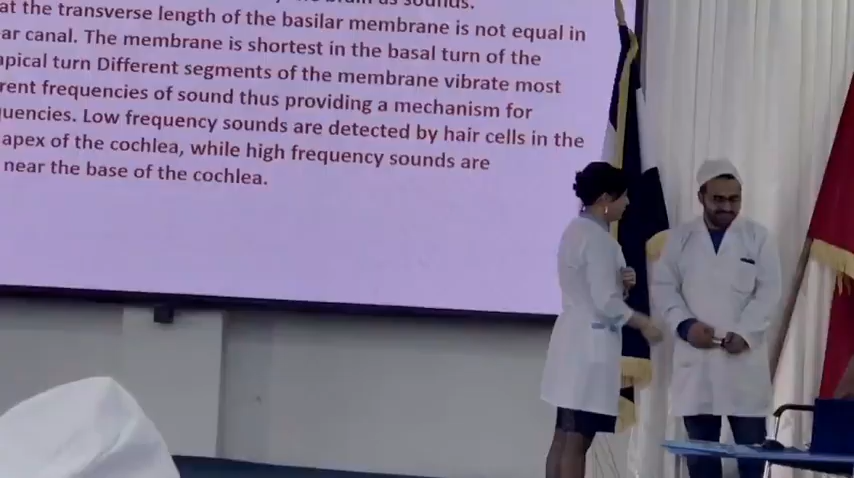 at the transverse length of the basilar membrane is not equal in
ar canal. The membrane is shortest in the basal turn of the
apical turn Different segments of the membrane vibrate most
rent frequencies of sound thus providing a mechanism for
quencies. Low frequency sounds are detected by hair cells in the
apex of the cochlea, while high frequency sounds are
near the base of the cochlea.